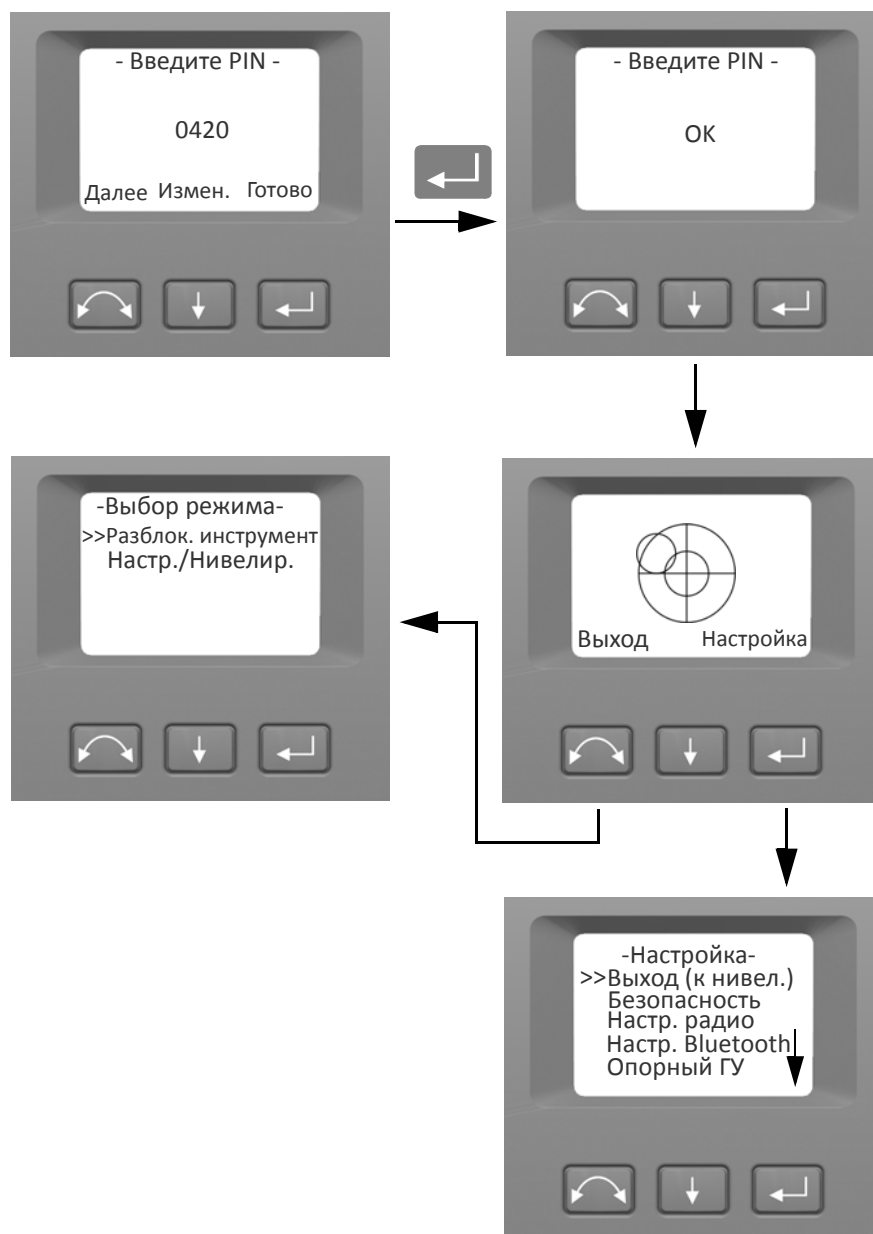 - Введите PIN -
0420
Далее Измен. Готово
- Введите PIN -
OK
-Выбор режима-
>>Разблок. инструмент
Настр./Нивелир.
Выход Настройка
-Настройка-
>>Выход (к нивел.)
Безопасность
Настр. радио
Настр. Bluetooth
Опорный ГУ